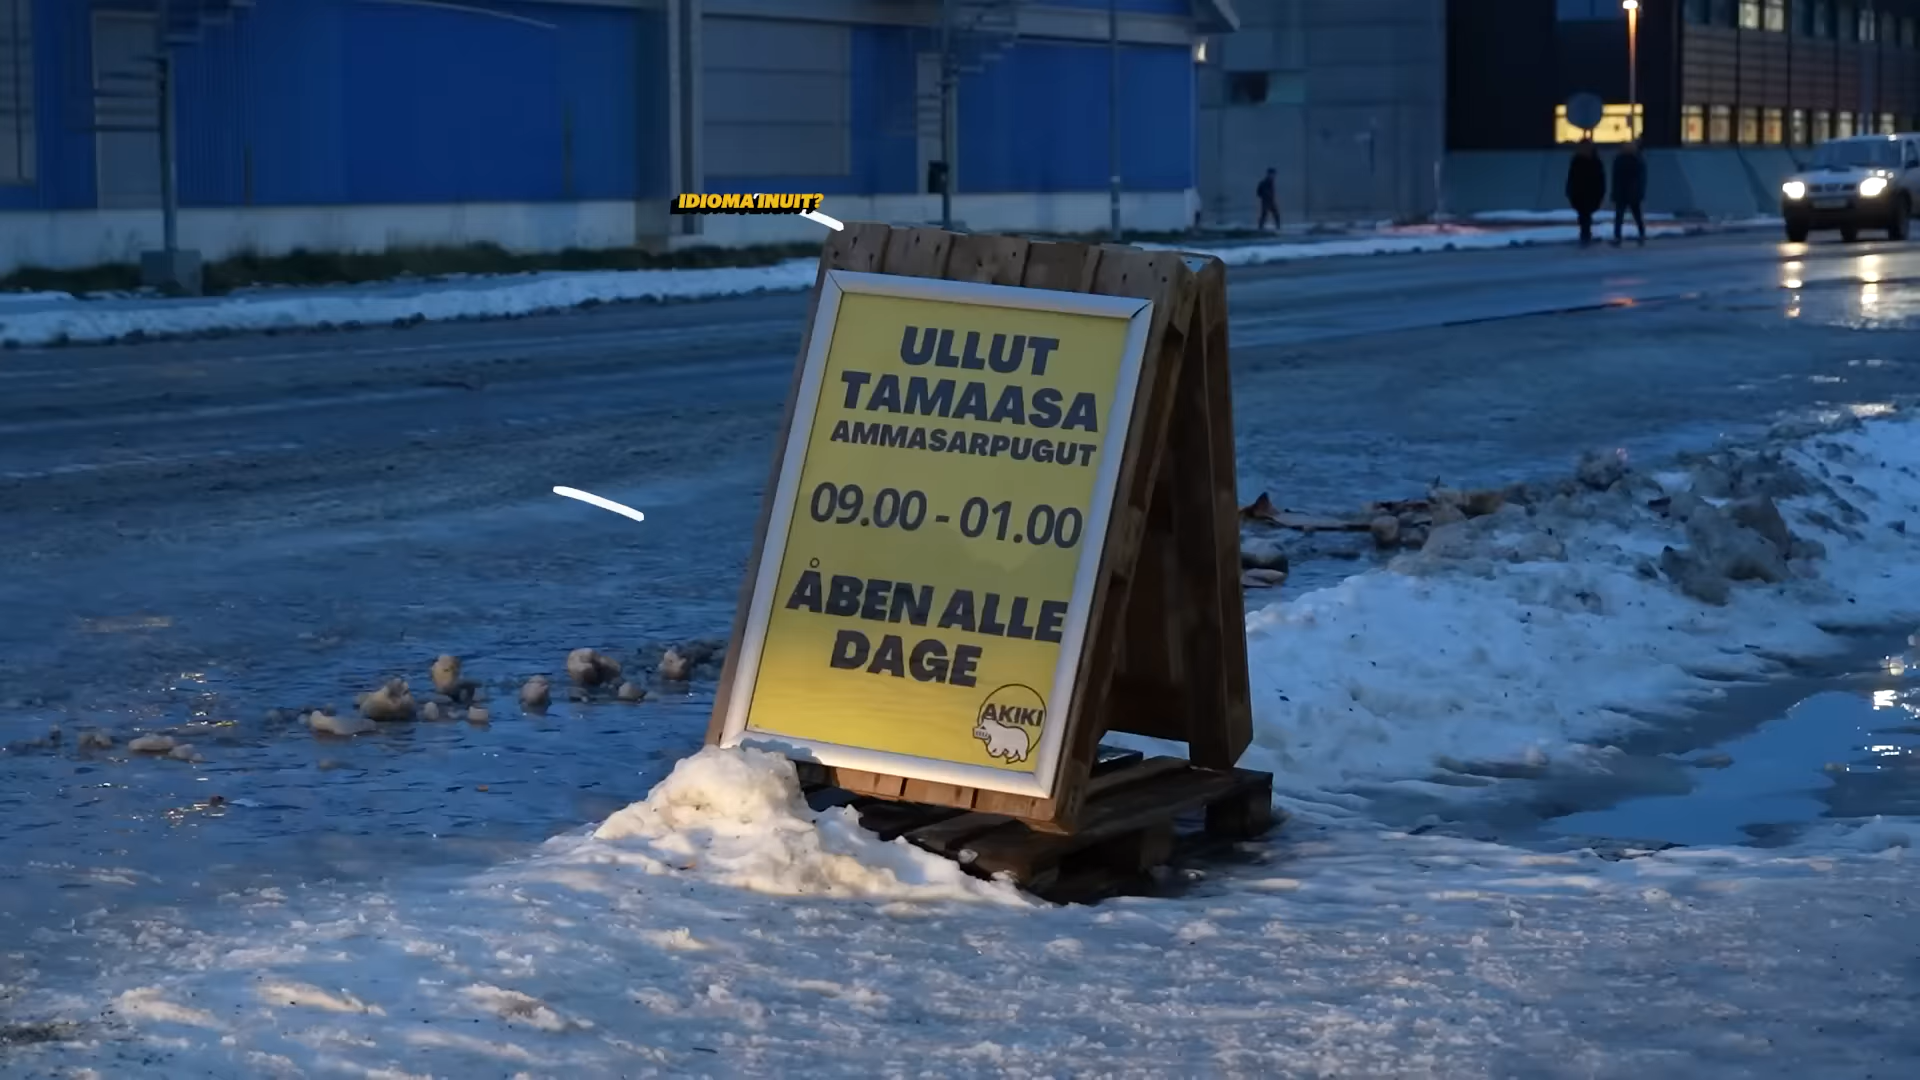 IDIOMA INUIT?
ULLUT
TAMAASA
AMMASARPUGUT
09.00 - 01.00
ÅBEN ALLE
DAGE
AKIKI